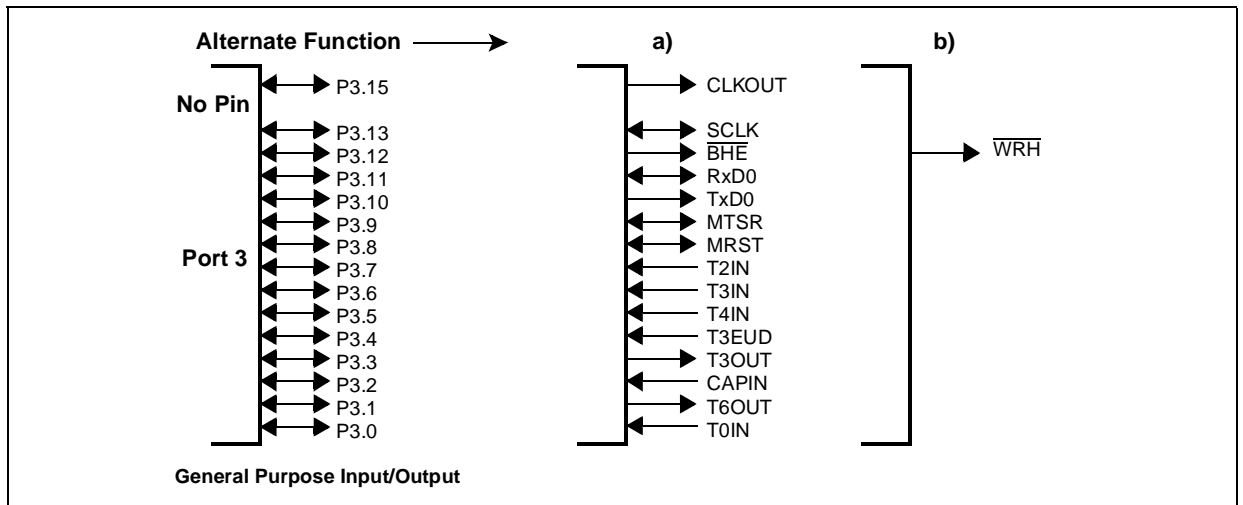 Alternate Function a) b)
No Pin
P3.15 CLKOUT
P3.13 SCLK
P3.12 BHE WRH
P3.11 RxD0
P3.10 TxD0
P3.9 MTSR
Port 3
P3.8 MRST
P3.7 T2IN
P3.6 T3IN
P3.5 T4IN
P3.4 T3EUD
P3.3 T3OUT
P3.2 CAPIN
P3.1 T6OUT
P3.0 T0IN
General Purpose Input/Output